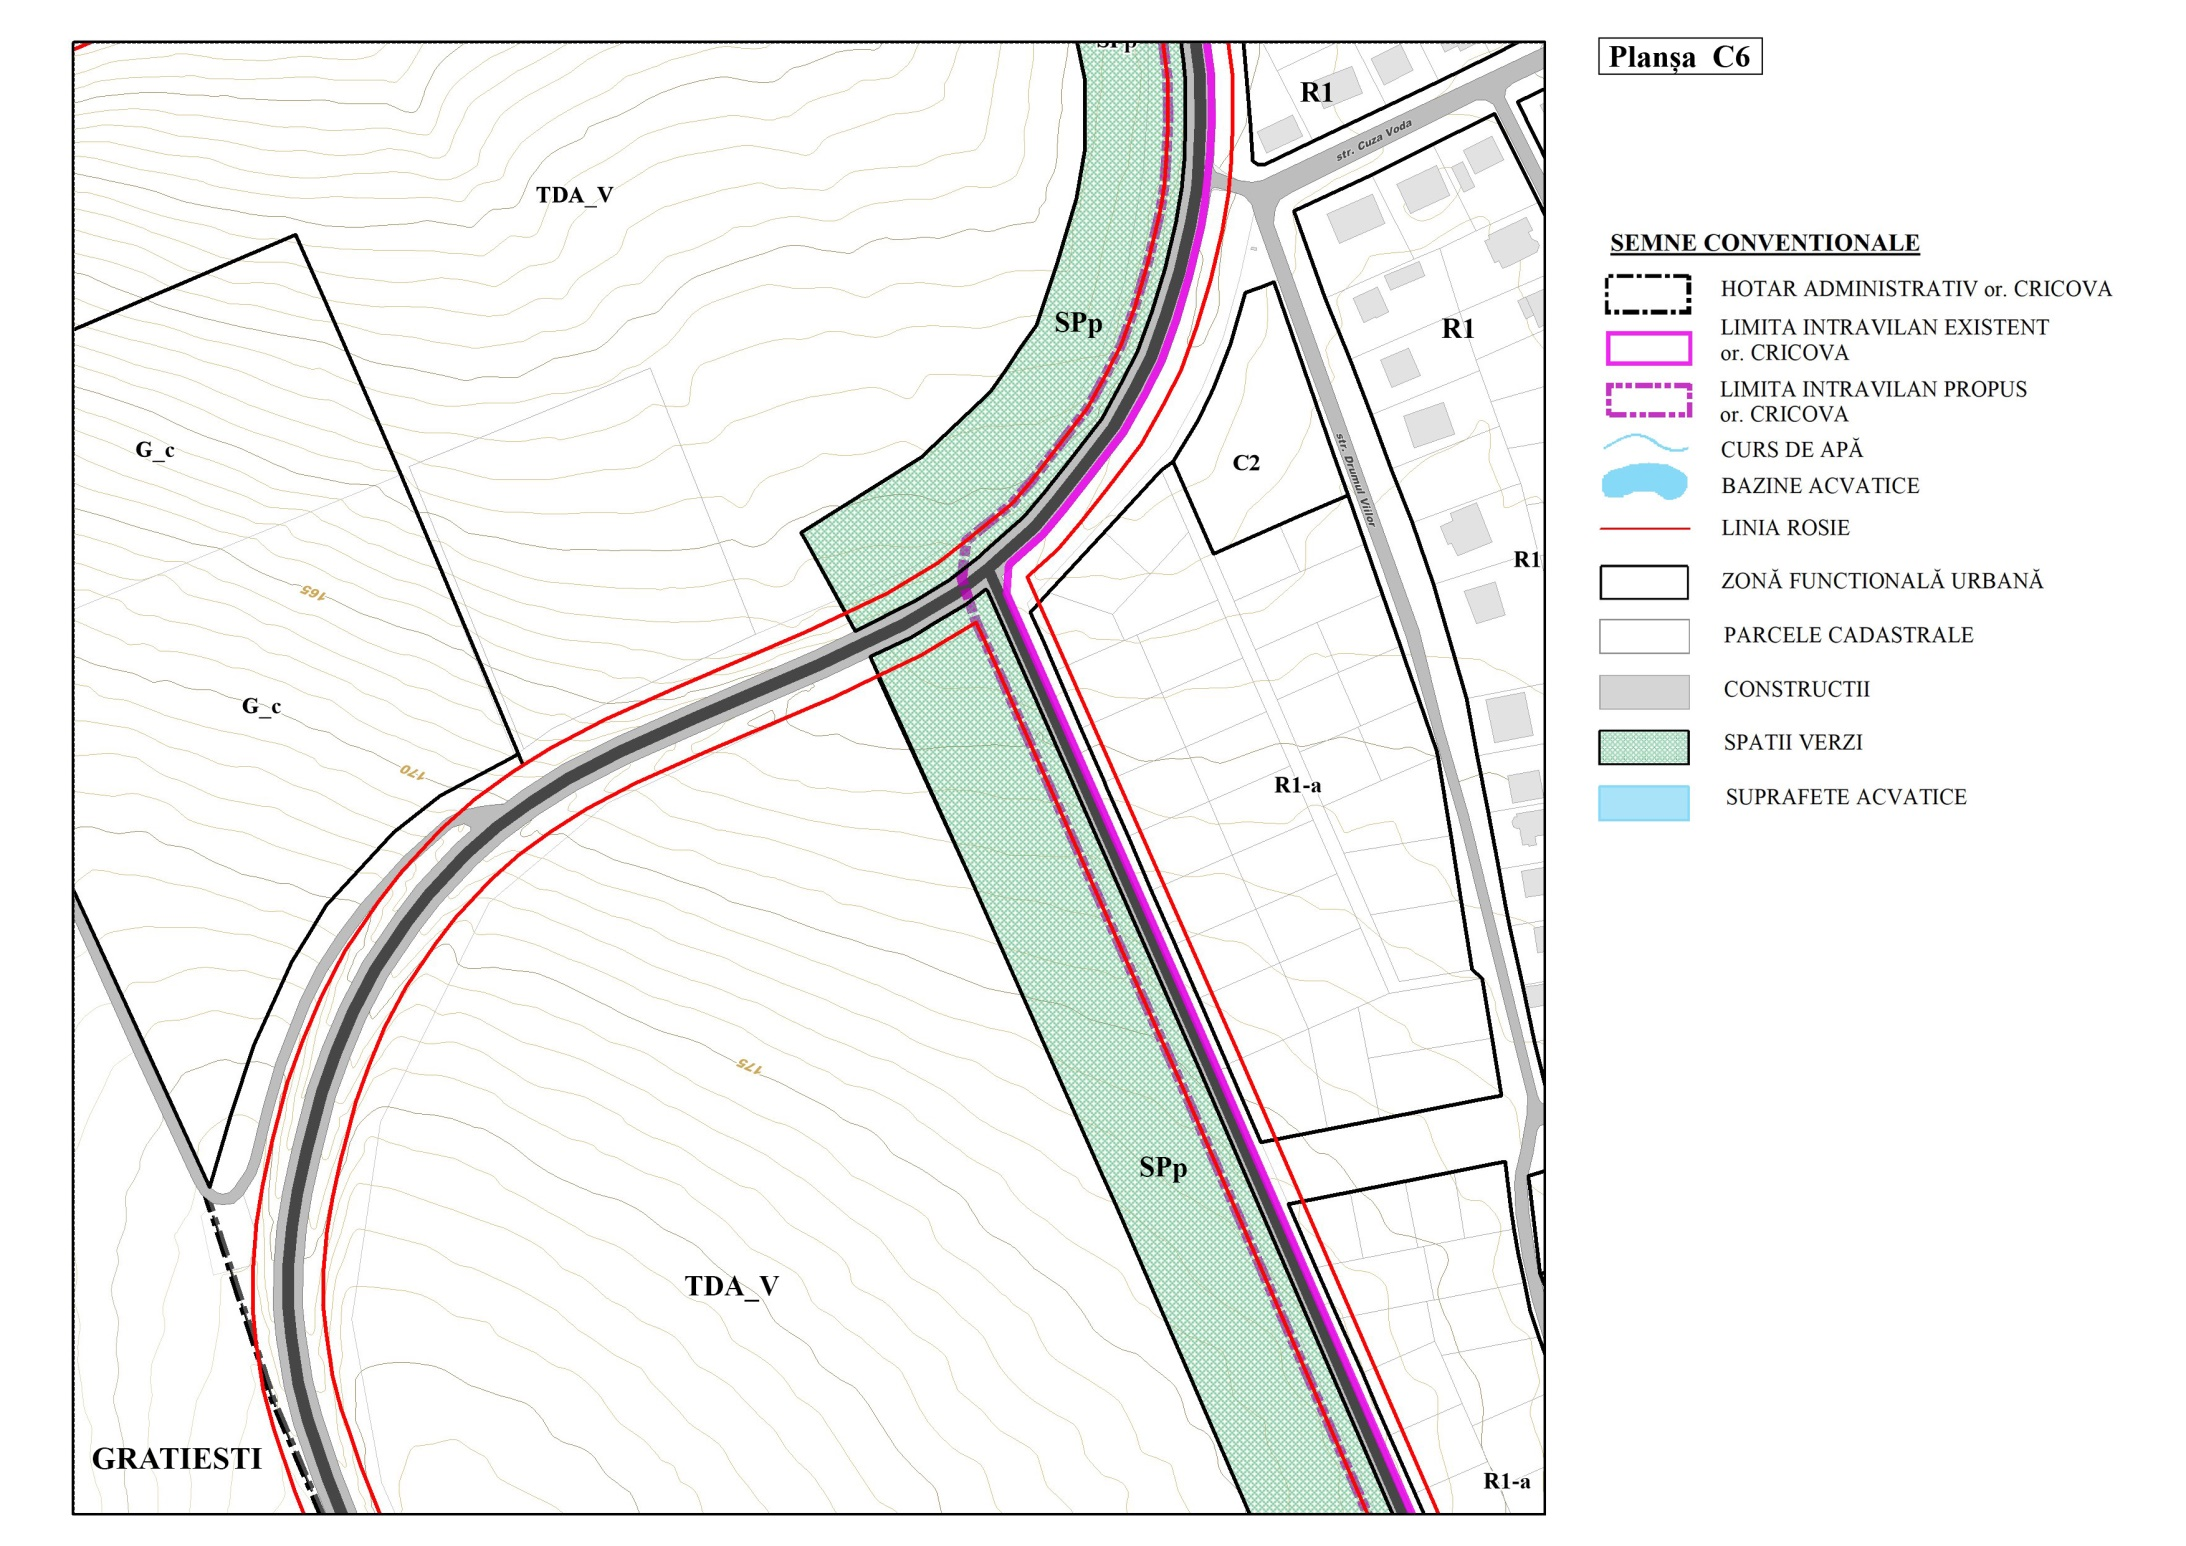 Planșa C6
SPp
R1
str. Cuza Voda
TDA_V
SPp
R1
G_c
C2
str. Drumul Viilor
R1
165
G_c
170
R1-a
175
SPp
TDA_V
GRATIESTI
R1-a
SEMNE CONVENTIONALE
HOTAR ADMINISTRATIV or. CRICOVA
LIMITA INTRAVILAN EXISTENT
or. CRICOVA
LIMITA INTRAVILAN PROPUS
or. CRICOVA
CURS DE APĂ
BAZINE ACVATICE
LINIA ROSIE
ZONĂ FUNCTIONALĂ URBANĂ
PARCELE CADASTRALE
CONSTRUCTII
SPATII VERZI
SUPRAFETE ACVATICE